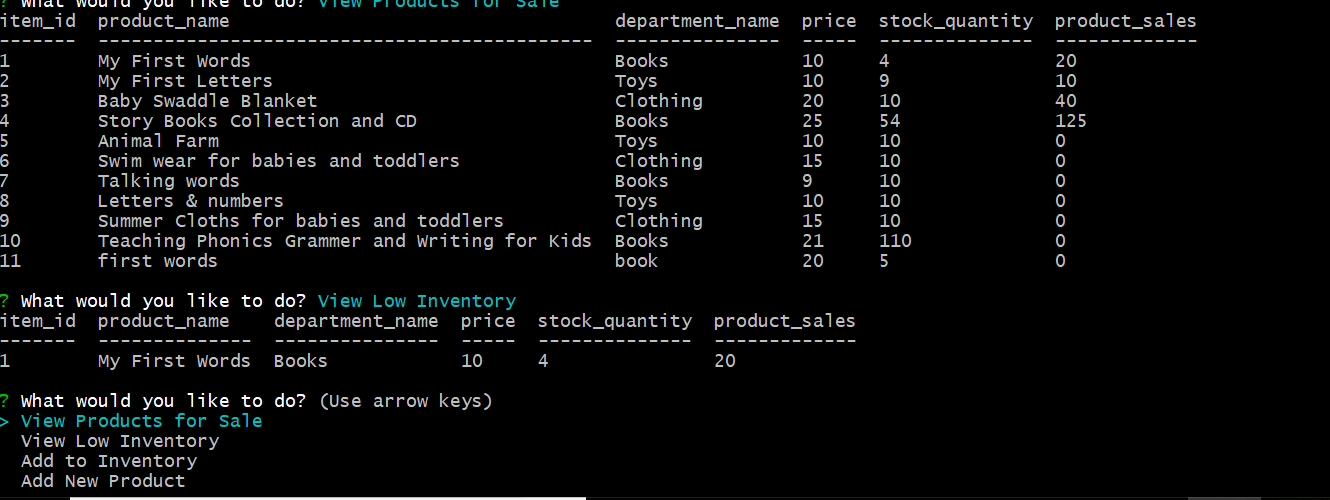 ? What would you like to do? View Products for Sale
item_id  product_name                                   department_name  price  stock_quantity  product_sales
-------  ---------------------------------------------  ---------------  -----  --------------  -------------
1        My First Words                                 Books            10     4               20
2        My First Letters                               Toys             10     9               10
3        Baby Swaddle Blanket                           Clothing         20     10              40
4        Story Books Collection and CD                  Books            25     54              125
5        Animal Farm                                    Toys             10     10              0
6        Swim wear for babies and toddlers              Clothing         15     10              0
7        Talking words                                  Books            9      10              0
8        Letters & numbers                              Toys             10     10              0
9        Summer Cloths for babies and toddlers          Clothing         15     10              0
10       Teaching Phonics Grammer and Writing for Kids  Books            21     110             0
11       first words                                    book             20     5               0
? What would you like to do? View Low Inventory
item_id  product_name    department_name  price  stock_quantity  product_sales
-------  --------------  ---------------  -----  --------------  -------------
1        My First Words  Books            10     4               20
? What would you like to do? (Use arrow keys)
> View Products for Sale
  View Low Inventory
  Add to Inventory
  Add New Product